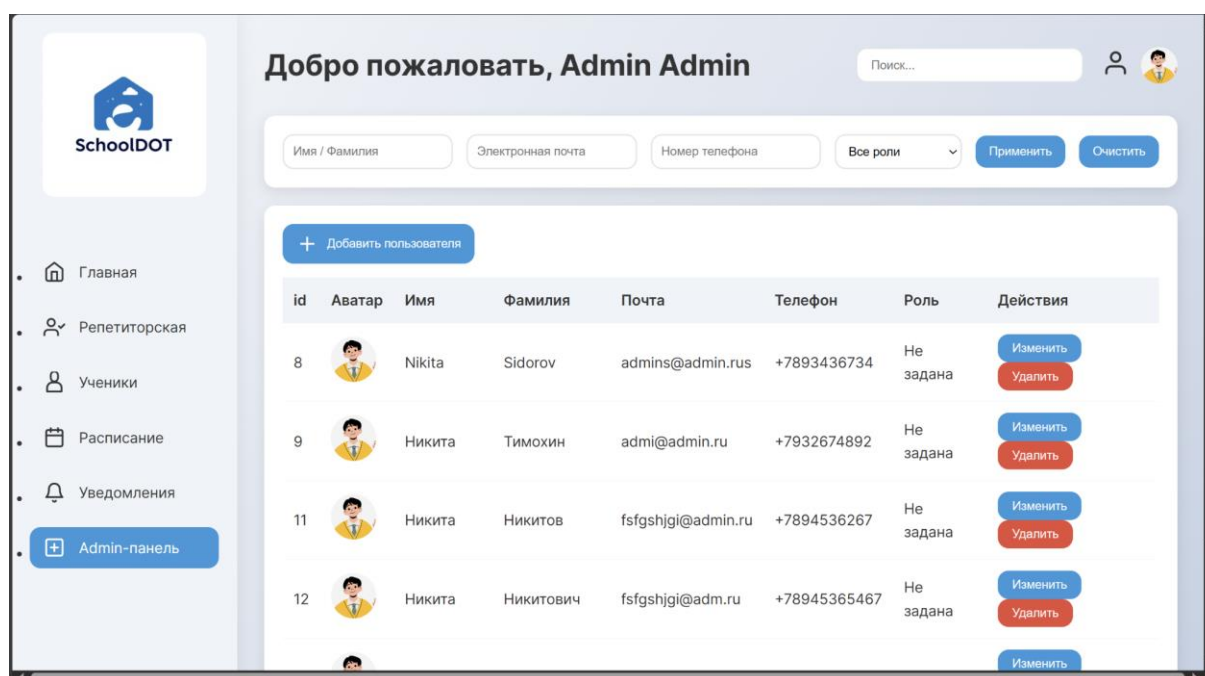 SchoolDOT
Главная
Репетиторская
Ученики
Расписание
Уведомления
Admin-панель
Добро пожаловать, Admin Admin
Поиск...
Имя / Фамилия Электронная почта Номер телефона Все роли Применить Очистить
Добавить пользователя
id Аватар Имя Фамилия Почта Телефон Роль Действия
8 Nikita Sidorov admins@admin.rus +7893436734 Не задана Изменить Удалить
9 Никита Тимохин admi@admin.ru +7932674892 Не задана Изменить Удалить
11 Никита Никитов fsfgshjgi@admin.ru +7894536267 Не задана Изменить Удалить
12 Никита Никитович fsfgshjgi@adm.ru +78945365467 Не задана Изменить Удалить
Изменить